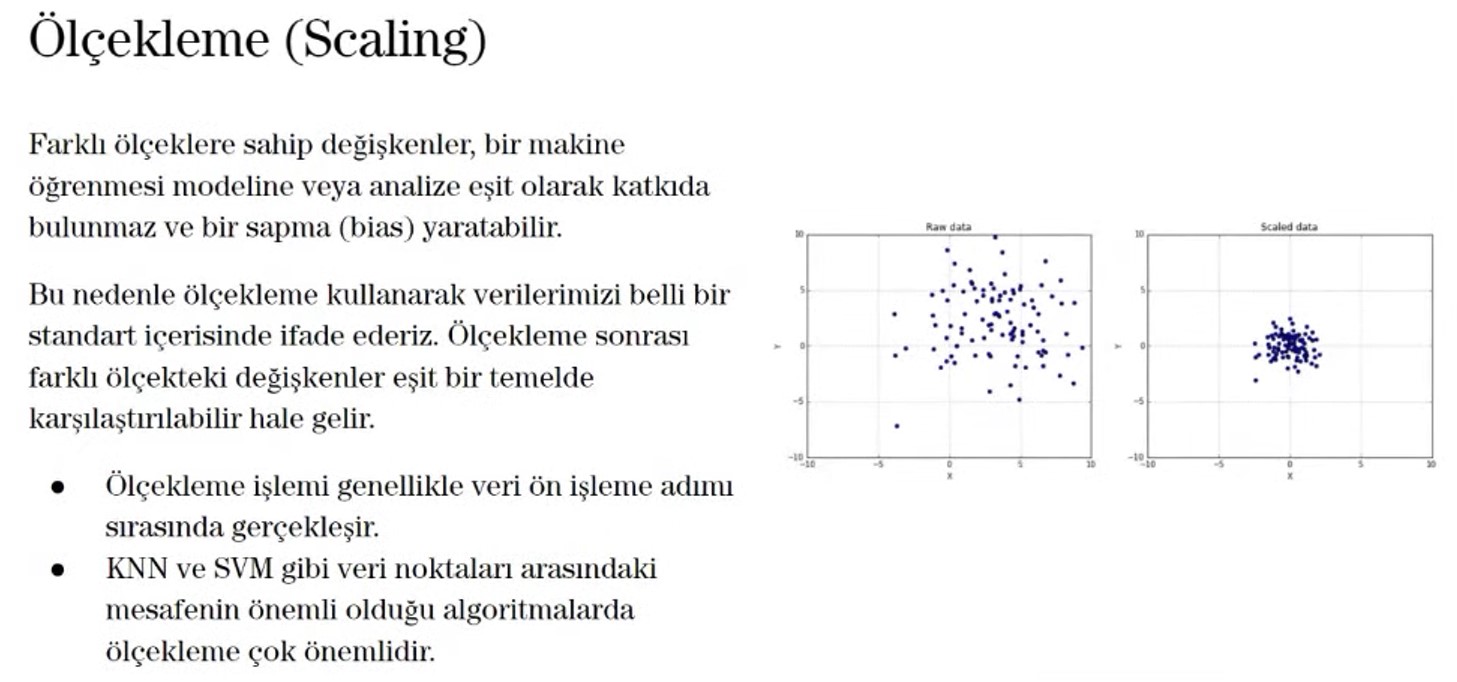 Ölçekleme (Scaling)
Farklı ölçeklere sahip değişkenler, bir makine
öğrenmesi modeline veya analize eşit olarak katkıda
bulunmaz ve bir sapma (bias) yaratabilir.
Bu nedenle ölçekleme kullanarak verilerimizi belli bir
standart içerisinde ifade ederiz. Ölçekleme sonrası
farklı ölçekteki değişkenler eşit bir temelde
karşılaştırılabilir hale gelir.
● Ölçekleme işlemi genellikle veri ön işleme adımı
sırasında gerçekleşir.
● KNN ve SVM gibi veri noktaları arasındaki
mesafenin önemli olduğu algoritmalarda
ölçekleme çok önemlidir.
Raw data
10
5
0
−5
−10
Y
−10 −5 0 5 10
X
Scaled data
10
5
0
−5
−10
Y
−10 −5 0 5 10
X